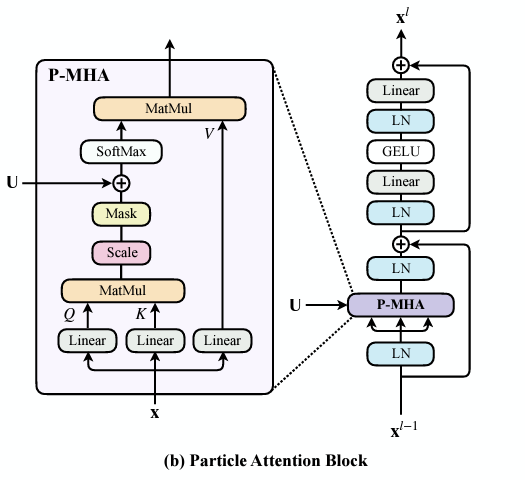 P-MHA
MatMul
V
SoftMax
U
Mask
Scale
MatMul
Q
K
Linear
Linear
Linear
x
x^l
Linear
LN
GELU
Linear
LN
LN
U
P-MHA
LN
x^{l-1}
(b) Particle Attention Block